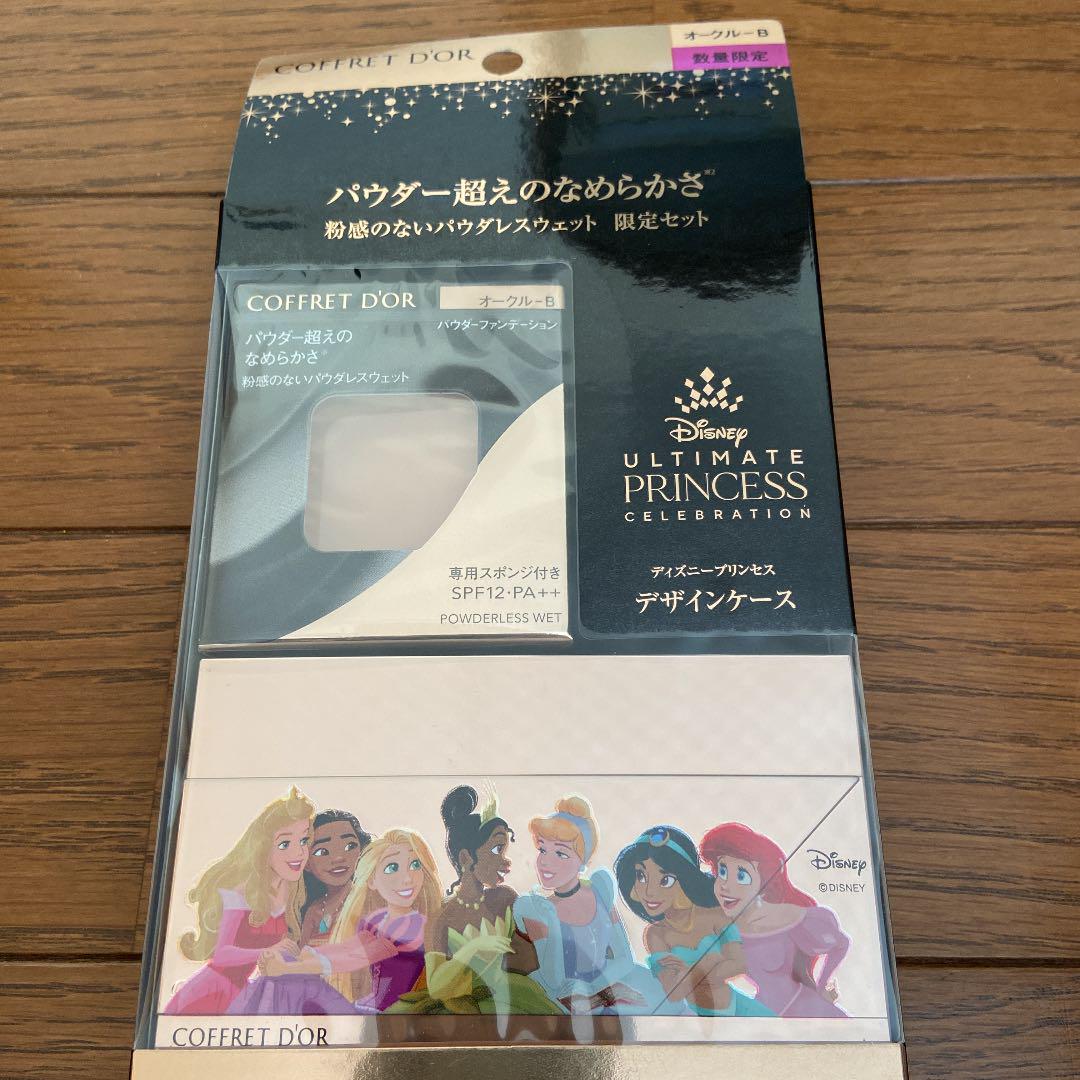 COFFRET D'OR
オークル-B
数量限定
パウダー超えのなめらかさ※2
粉感のないパウダレスウェット 限定セット
COFFRET D'OR
オークル-B
パウダーファンデーション
パウダー超えの
なめらかさ※
粉感のないパウダレスウェット
専用スポンジ付き
SPF12・PA++
POWDERLESS WET
Disney
ULTIMATE
PRINCESS
CELEBRATION
ディズニープリンセス
デザインケース
Disney
©DISNEY
COFFRET D'OR